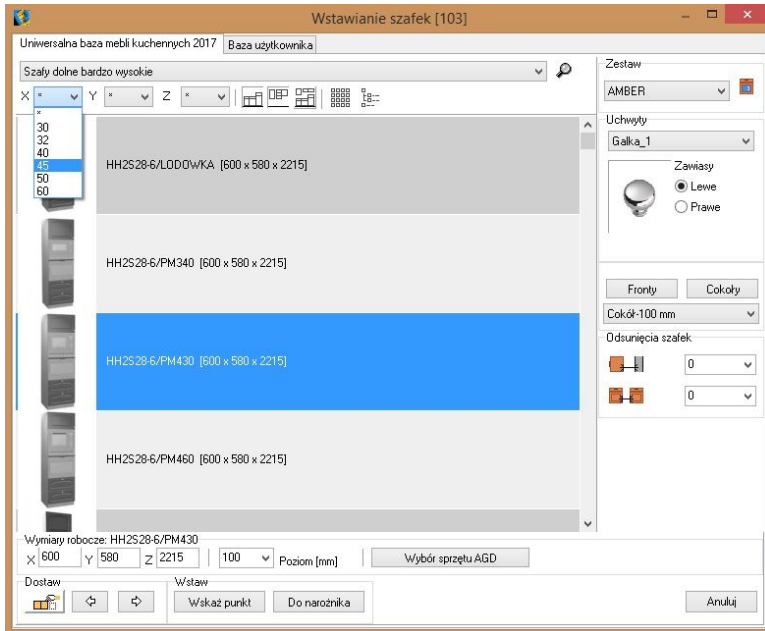 Wstawianie szafek [103]
Uniwersalna baza mebli kuchennych 2017 Baza użytkownika
Szafy dolne bardzo wysokie
X * Y * Z *
*
30
32
40
45
50
60
HH2S28-6/LODOWKA [600 x 580 x 2215]
HH2S28-6/PM340 [600 x 580 x 2215]
HH2S28-6/PM430 [600 x 580 x 2215]
HH2S28-6/PM460 [600 x 580 x 2215]
Zestaw
AMBER
Uchwyty
Gałka_1
Zawiasy
Lewe
Prawe
Fronty Cokoły
Cokół-100 mm
Odsunięcia szafek
0
0
Wymiary robocze: HH2S28-6/PM430
X 600 Y 580 Z 2215 100 Poziom [mm] Wybór sprzętu AGD
Dostaw Wstaw
Wskaż punkt Do narożnika Anuluj